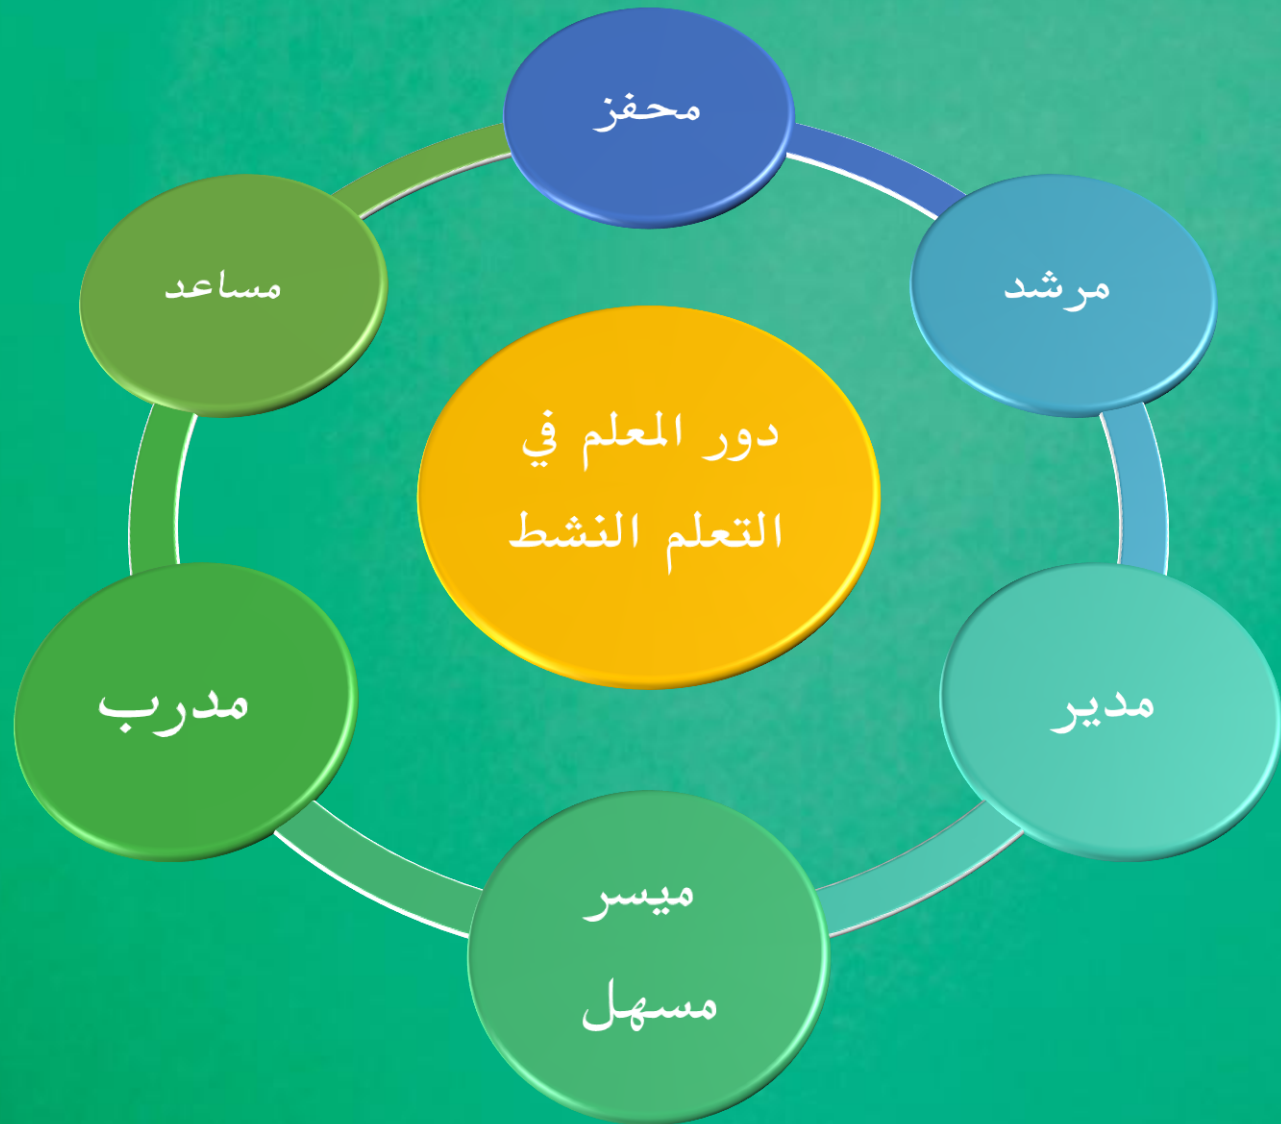 دور المعلم في
التعلم النشط
محفز
مرشد
مدير
ميسر
مسهل
مدرب
مساعد